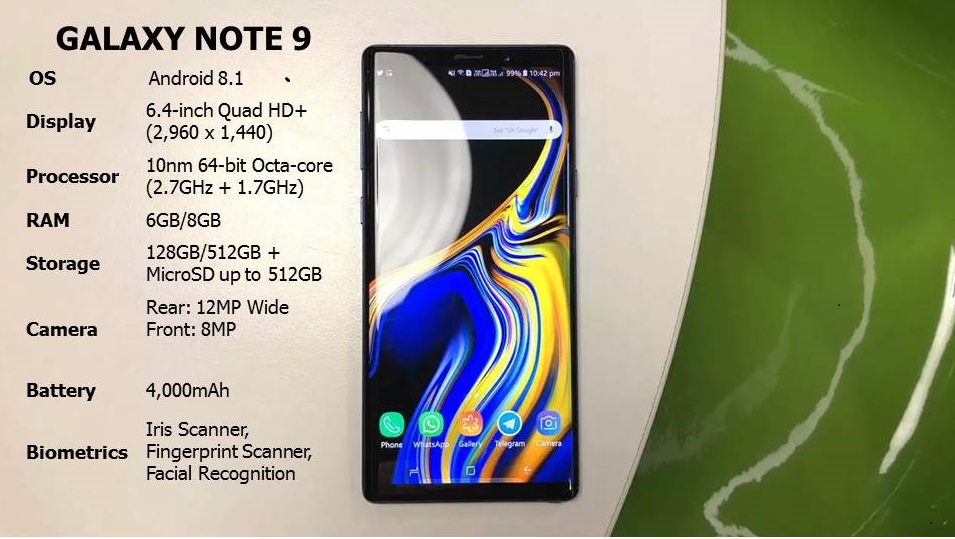 GALAXY NOTE 9
OS Android 8.1
Display 6.4-inch Quad HD+
(2,960 x 1,440)
Processor 10nm 64-bit Octa-core
(2.7GHz + 1.7GHz)
RAM 6GB/8GB
Storage 128GB/512GB +
MicroSD up to 512GB
Camera Rear: 12MP Wide
Front: 8MP
Battery 4,000mAh
Biometrics Iris Scanner,
Fingerprint Scanner,
Facial Recognition
99% 10:42 pm
Say "Ok Google"
Phone WhatsApp Gallery Telegram Camera